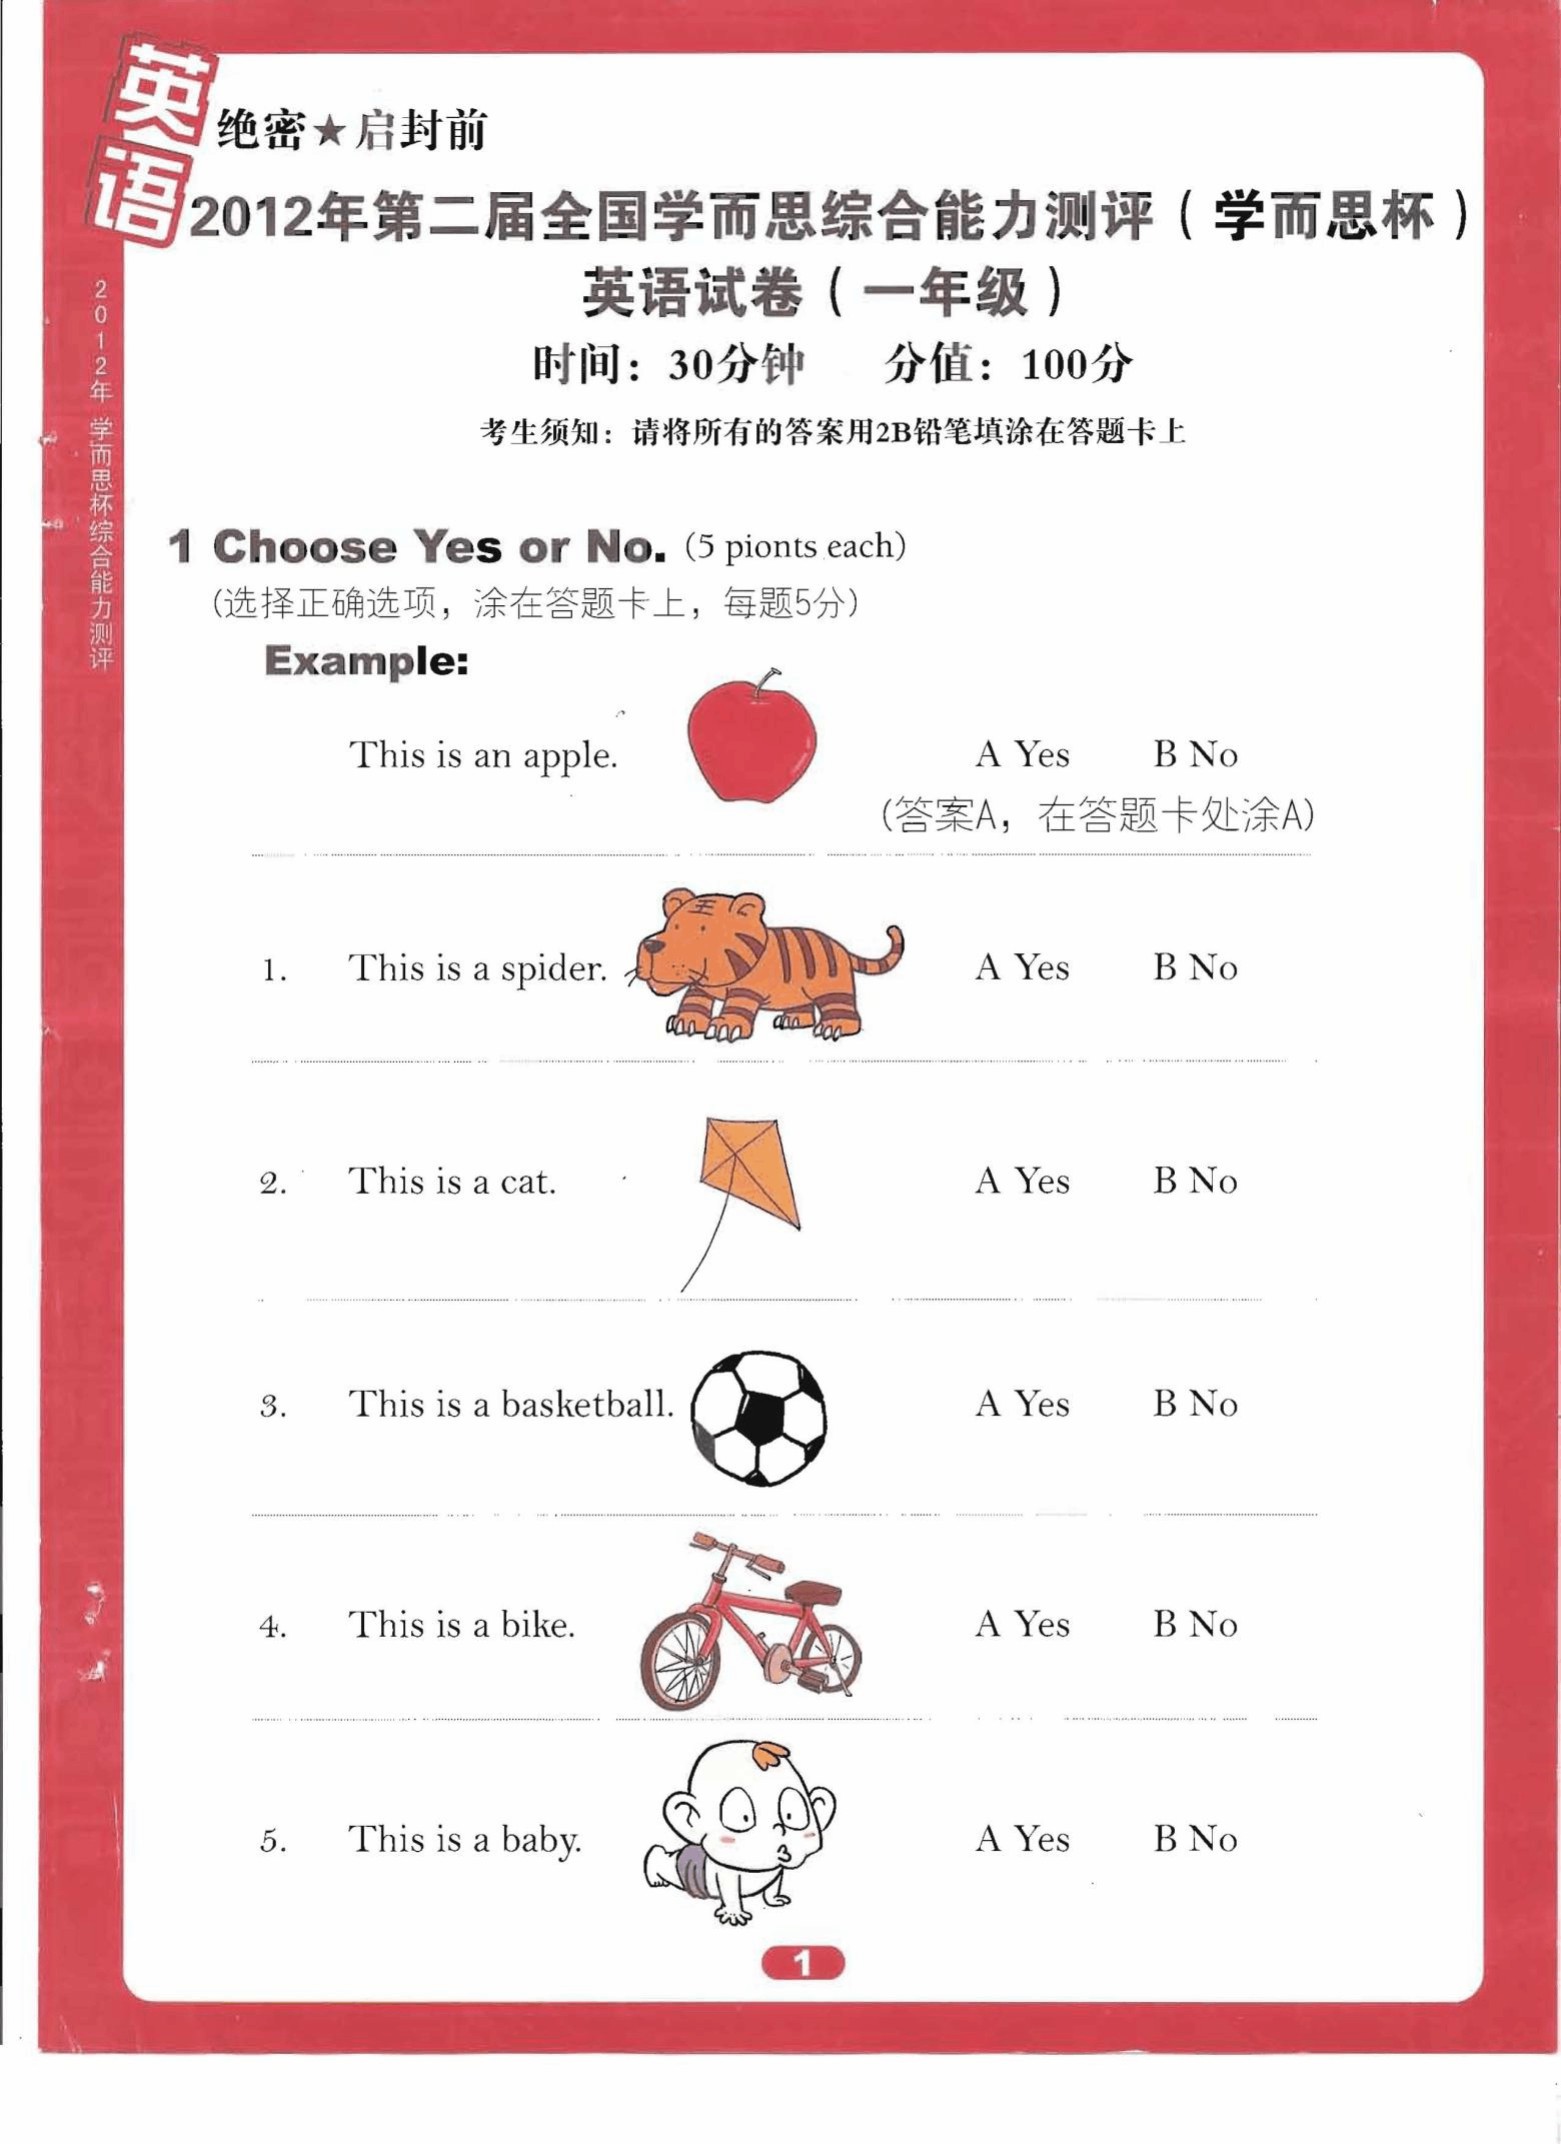 英语
绝密★启封前
2012年第二届全国学而思综合能力测评(学而思杯)
英语试卷(一年级)
时间:30分钟 分值:100分
考生须知:请将所有的答案用2B铅笔填涂在答题卡上
2012年 学而思杯综合能力测评
1 Choose Yes or No. (5 pionts each)
(选择正确选项,涂在答题卡上,每题5分)
Example:
This is an apple. A Yes B No
(答案A,在答题卡处涂A)
王
1. This is a spider. A Yes B No
2. This is a cat. A Yes B No
3. This is a basketball. A Yes B No
4. This is a bike. A Yes B No
5. This is a baby. A Yes B No
1